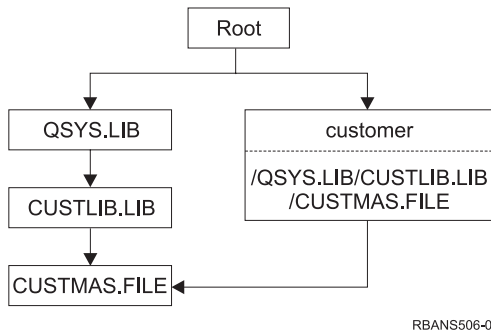 Root
QSYS.LIB
customer
/QSYS.LIB/CUSTLIB.LIB
/CUSTMAS.FILE
CUSTLIB.LIB
CUSTMAS.FILE
RBANS506-0